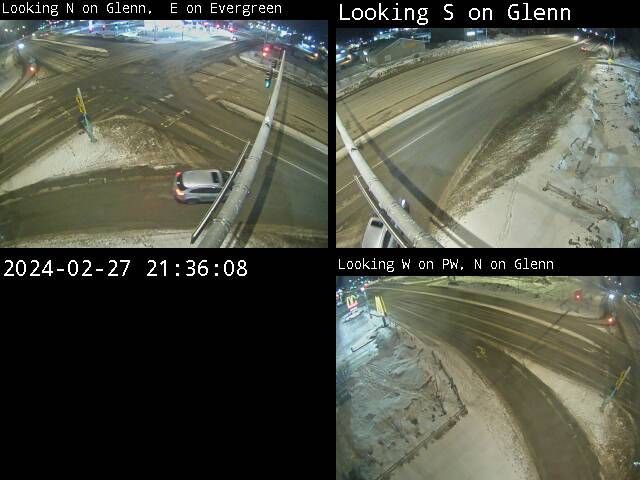 Looking N on Glenn,  E on Evergreen
Looking S on Glenn
2024-02-27 21:36:08
Looking W on PW, N on Glenn